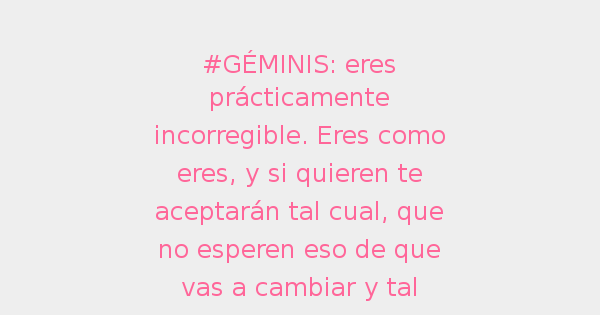 #GÉMINIS: eres
prácticamente
incorregible. Eres como
eres, y si quieren te
aceptarán tal cual, que
no esperen eso de que
vas a cambiar y tal